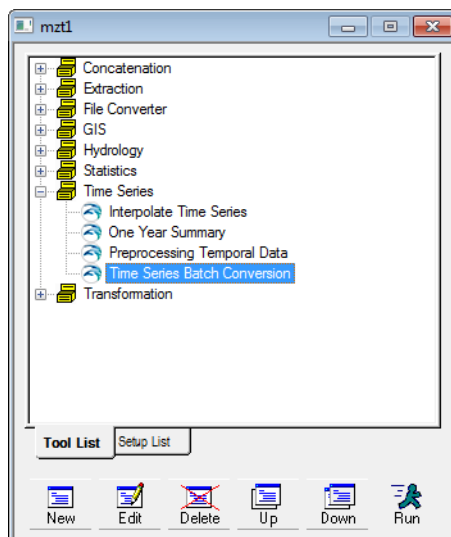 mzt1
Concatenation
Extraction
File Converter
GIS
Hydrology
Statistics
Time Series
Interpolate Time Series
One Year Summary
Preprocessing Temporal Data
Time Series Batch Conversion
Transformation
Tool List Setup List
New Edit Delete Up Down Run